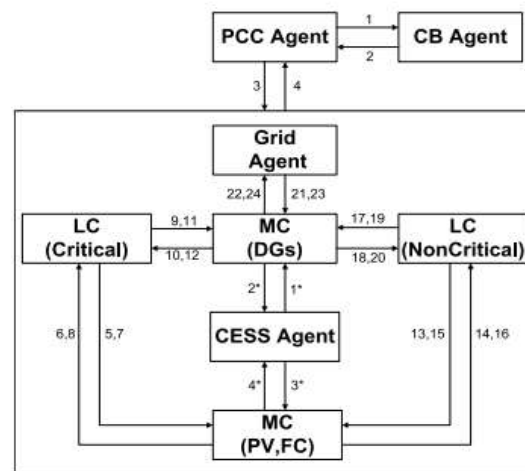 1
PCC Agent
CB Agent
2
3
4
Grid
Agent
22,24
21,23
LC
(Critical)
9,11
10,12
MC
(DGs)
17,19
18,20
LC
(NonCritical)
2*
1*
CESS Agent
6,8
5,7
13,15
14,16
4*
3*
MC
(PV,FC)